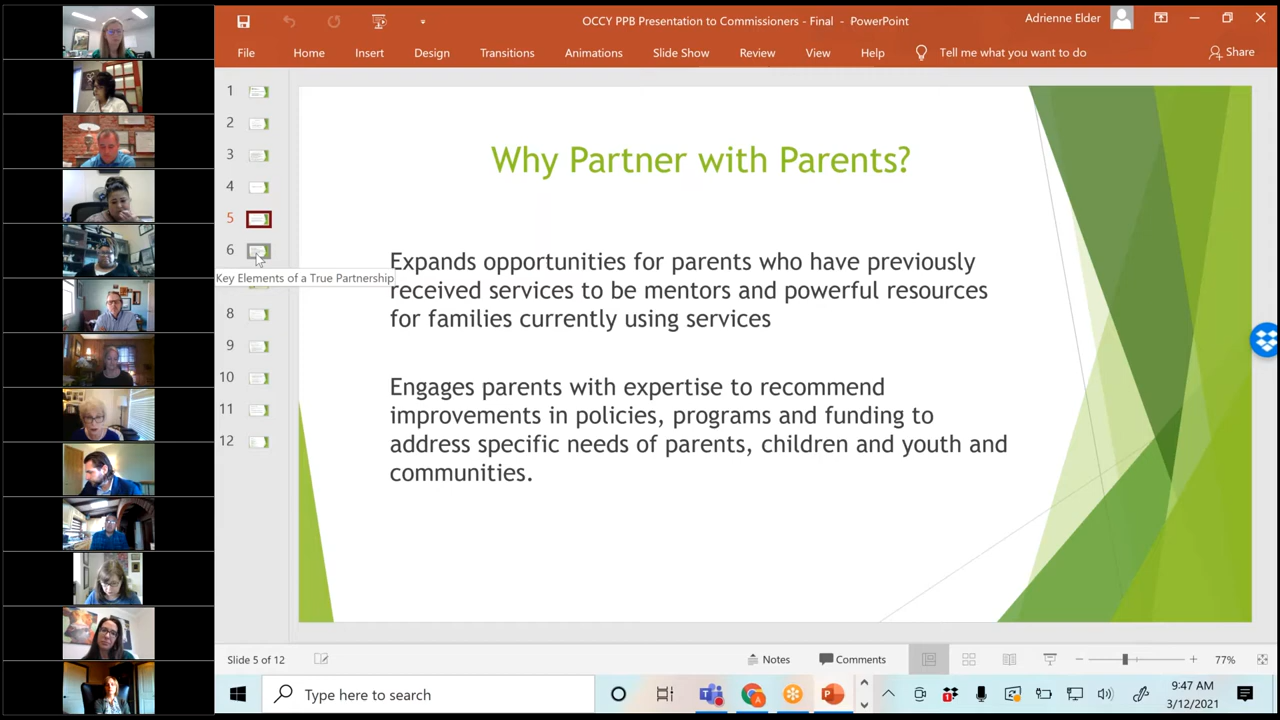 OCCY PPB Presentation to Commissioners - Final - PowerPoint
Adrienne Elder
File Home Insert Design Transitions Animations Slide Show Review View Help Tell me what you want to do Share
1
2
3
4
5
6
Key Elements of a True Partnership
8
9
10
11
12
Why Partner with Parents?
Expands opportunities for parents who have previously
received services to be mentors and powerful resources
for families currently using services
Engages parents with expertise to recommend
improvements in policies, programs and funding to
address specific needs of parents, children and youth and
communities.
Slide 5 of 12
Notes Comments 77%
Type here to search
9:47 AM
3/12/2021